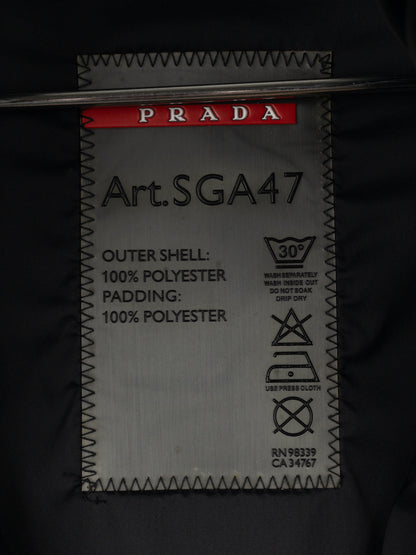 PRADA
Art.SGA47
OUTER SHELL:
100% POLYESTER
PADDING:
100% POLYESTER
30°
WASH SEPARATELY
WASH INSIDE OUT
DO NOT SOAK
DRIP DRY
USE PRESS CLOTH
RN 98339
CA 34767